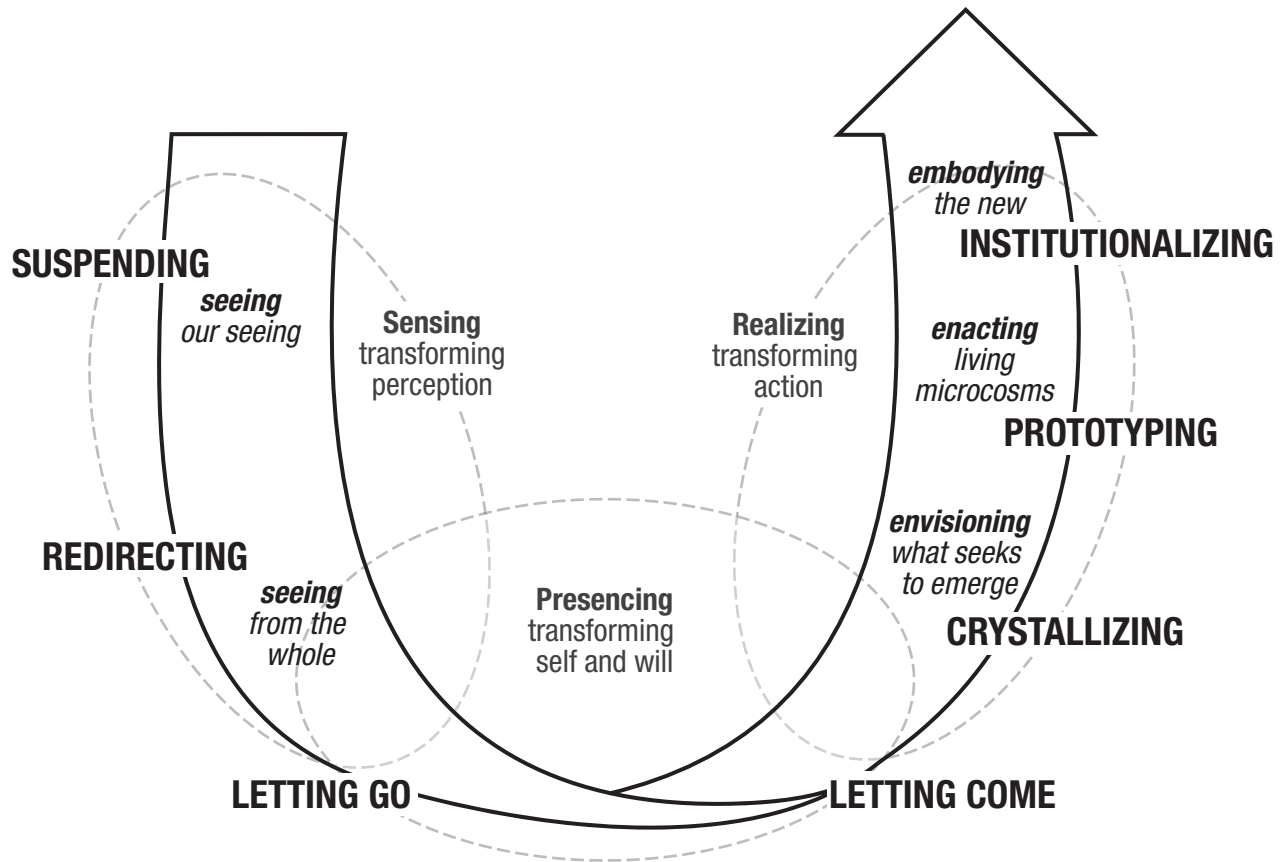 SUSPENDING
seeing
our seeing
REDIRECTING
seeing
from the
whole
LETTING GO
Sensing
transforming
perception
Presencing
transforming
self and will
Realizing
transforming
action
LETTING COME
embodying
the new
INSTITUTIONALIZING
enacting
living
microcosms
PROTOTYPING
envisioning
what seeks
to emerge
CRYSTALLIZING